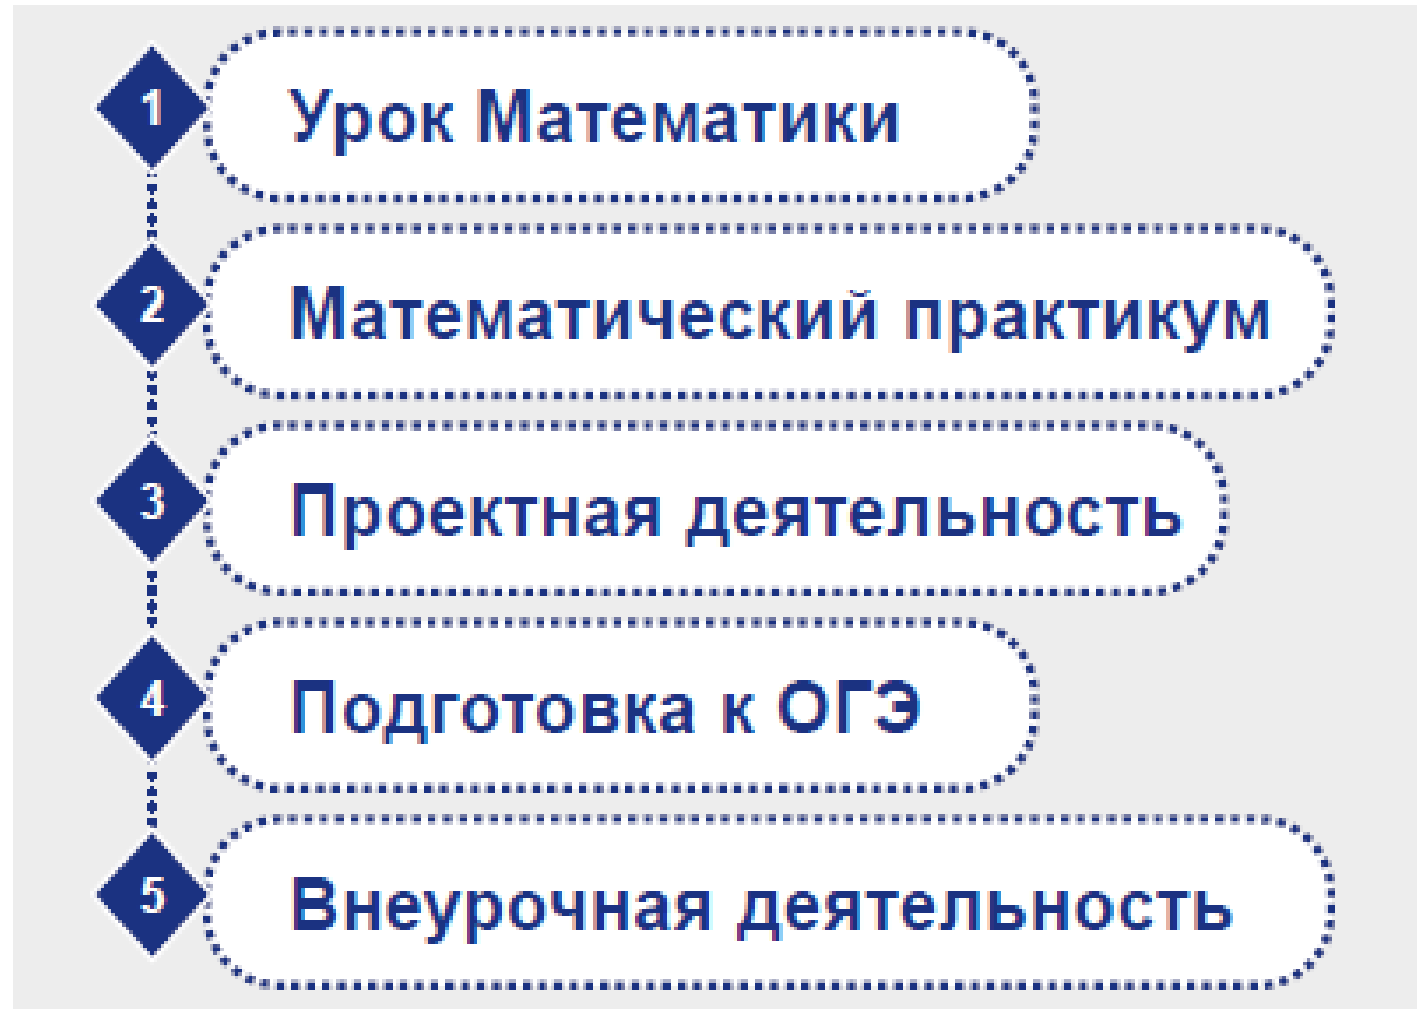 1 Урок Математики
2 Математический практикум
3 Проектная деятельность
4 Подготовка к ОГЭ
5 Внеурочная деятельность